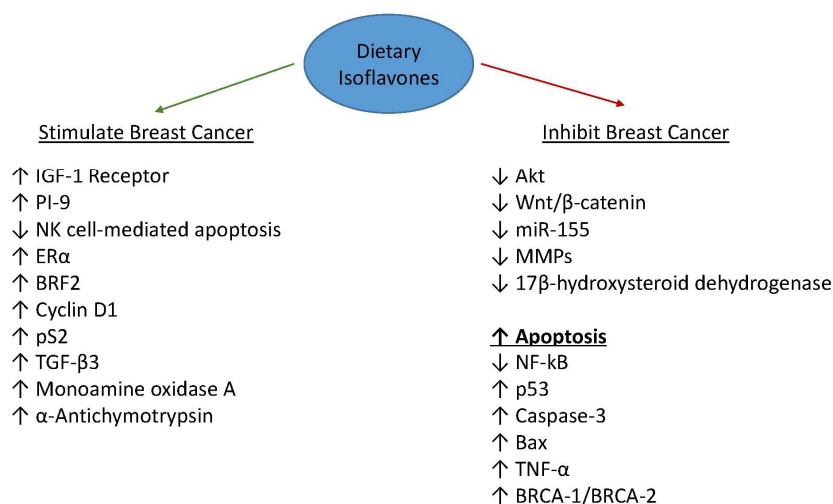 Dietary
Isoflavones
Stimulate Breast Cancer
↑ IGF-1 Receptor
↑ PI-9
↓ NK cell-mediated apoptosis
↑ ERα
↑ BRF2
↑ Cyclin D1
↑ pS2
↑ TGF-β3
↑ Monoamine oxidase A
↑ α-Antichymotrypsin
Inhibit Breast Cancer
↓ Akt
↓ Wnt/β-catenin
↓ miR-155
↓ MMPs
↓ 17β-hydroxysteroid dehydrogenase
↑ Apoptosis
↓ NF-kB
↑ p53
↑ Caspase-3
↑ Bax
↑ TNF-α
↑ BRCA-1/BRCA-2